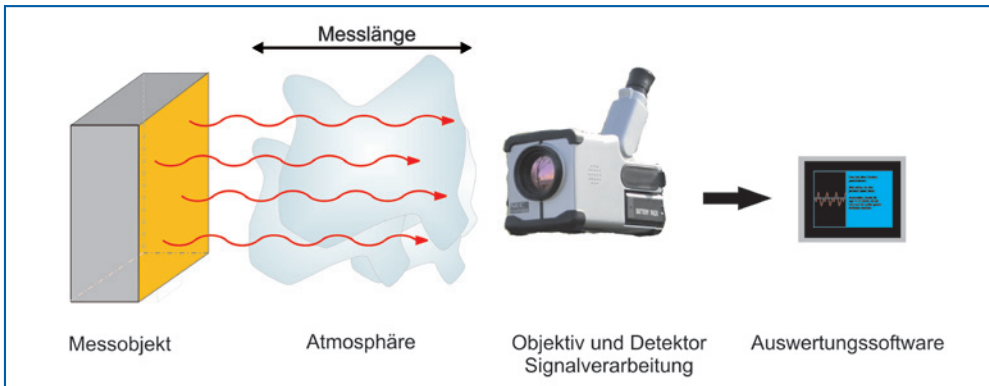 Messlänge
Messobjekt
Atmosphäre
Objektiv und Detektor
Signalverarbeitung
Auswertungssoftware